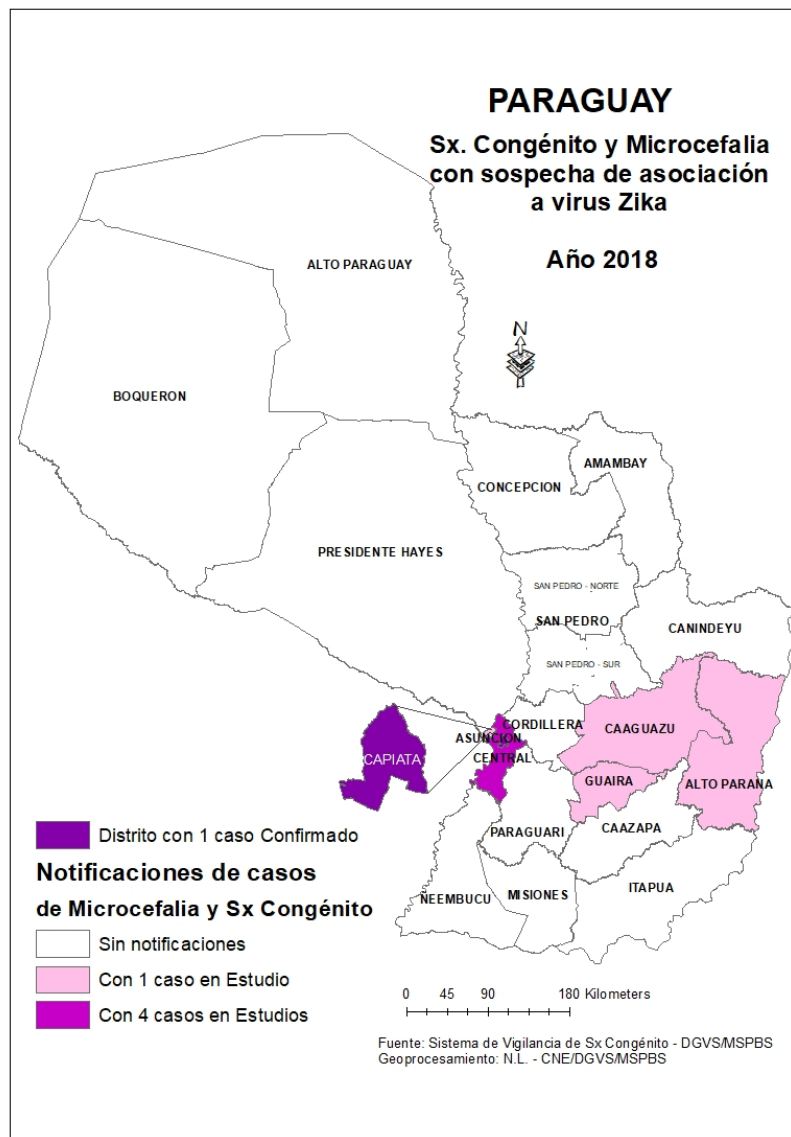 PARAGUAY
Sx. Congénito y Microcefalia
con sospecha de asociación
a virus Zika
Año 2018
N
ALTO PARAGUAY
BOQUERON
AMAMBAY
CONCEPCION
PRESIDENTE HAYES
SAN PEDRO - NORTE
SAN PEDRO
CANINDEYU
SAN PEDRO - SUR
CORDILLERA
CAAGUAZU
ASUNCION
CAPIATA
CENTRAL
GUAIRA
ALTO PARANA
PARAGUARI
CAAZAPA
ITAPUA
MISIONES
ÑEEMBUCU
Distrito con 1 caso Confirmado
Notificaciones de casos
de Microcefalia y Sx Congénito
Sin notificaciones
Con 1 caso en Estudio
Con 4 casos en Estudios
0 45 90 180 Kilometers
Fuente: Sistema de Vigilancia de Sx Congénito - DGVS/MSPBS
Geoprocesamiento: N.L. - CNE/DGVS/MSPBS